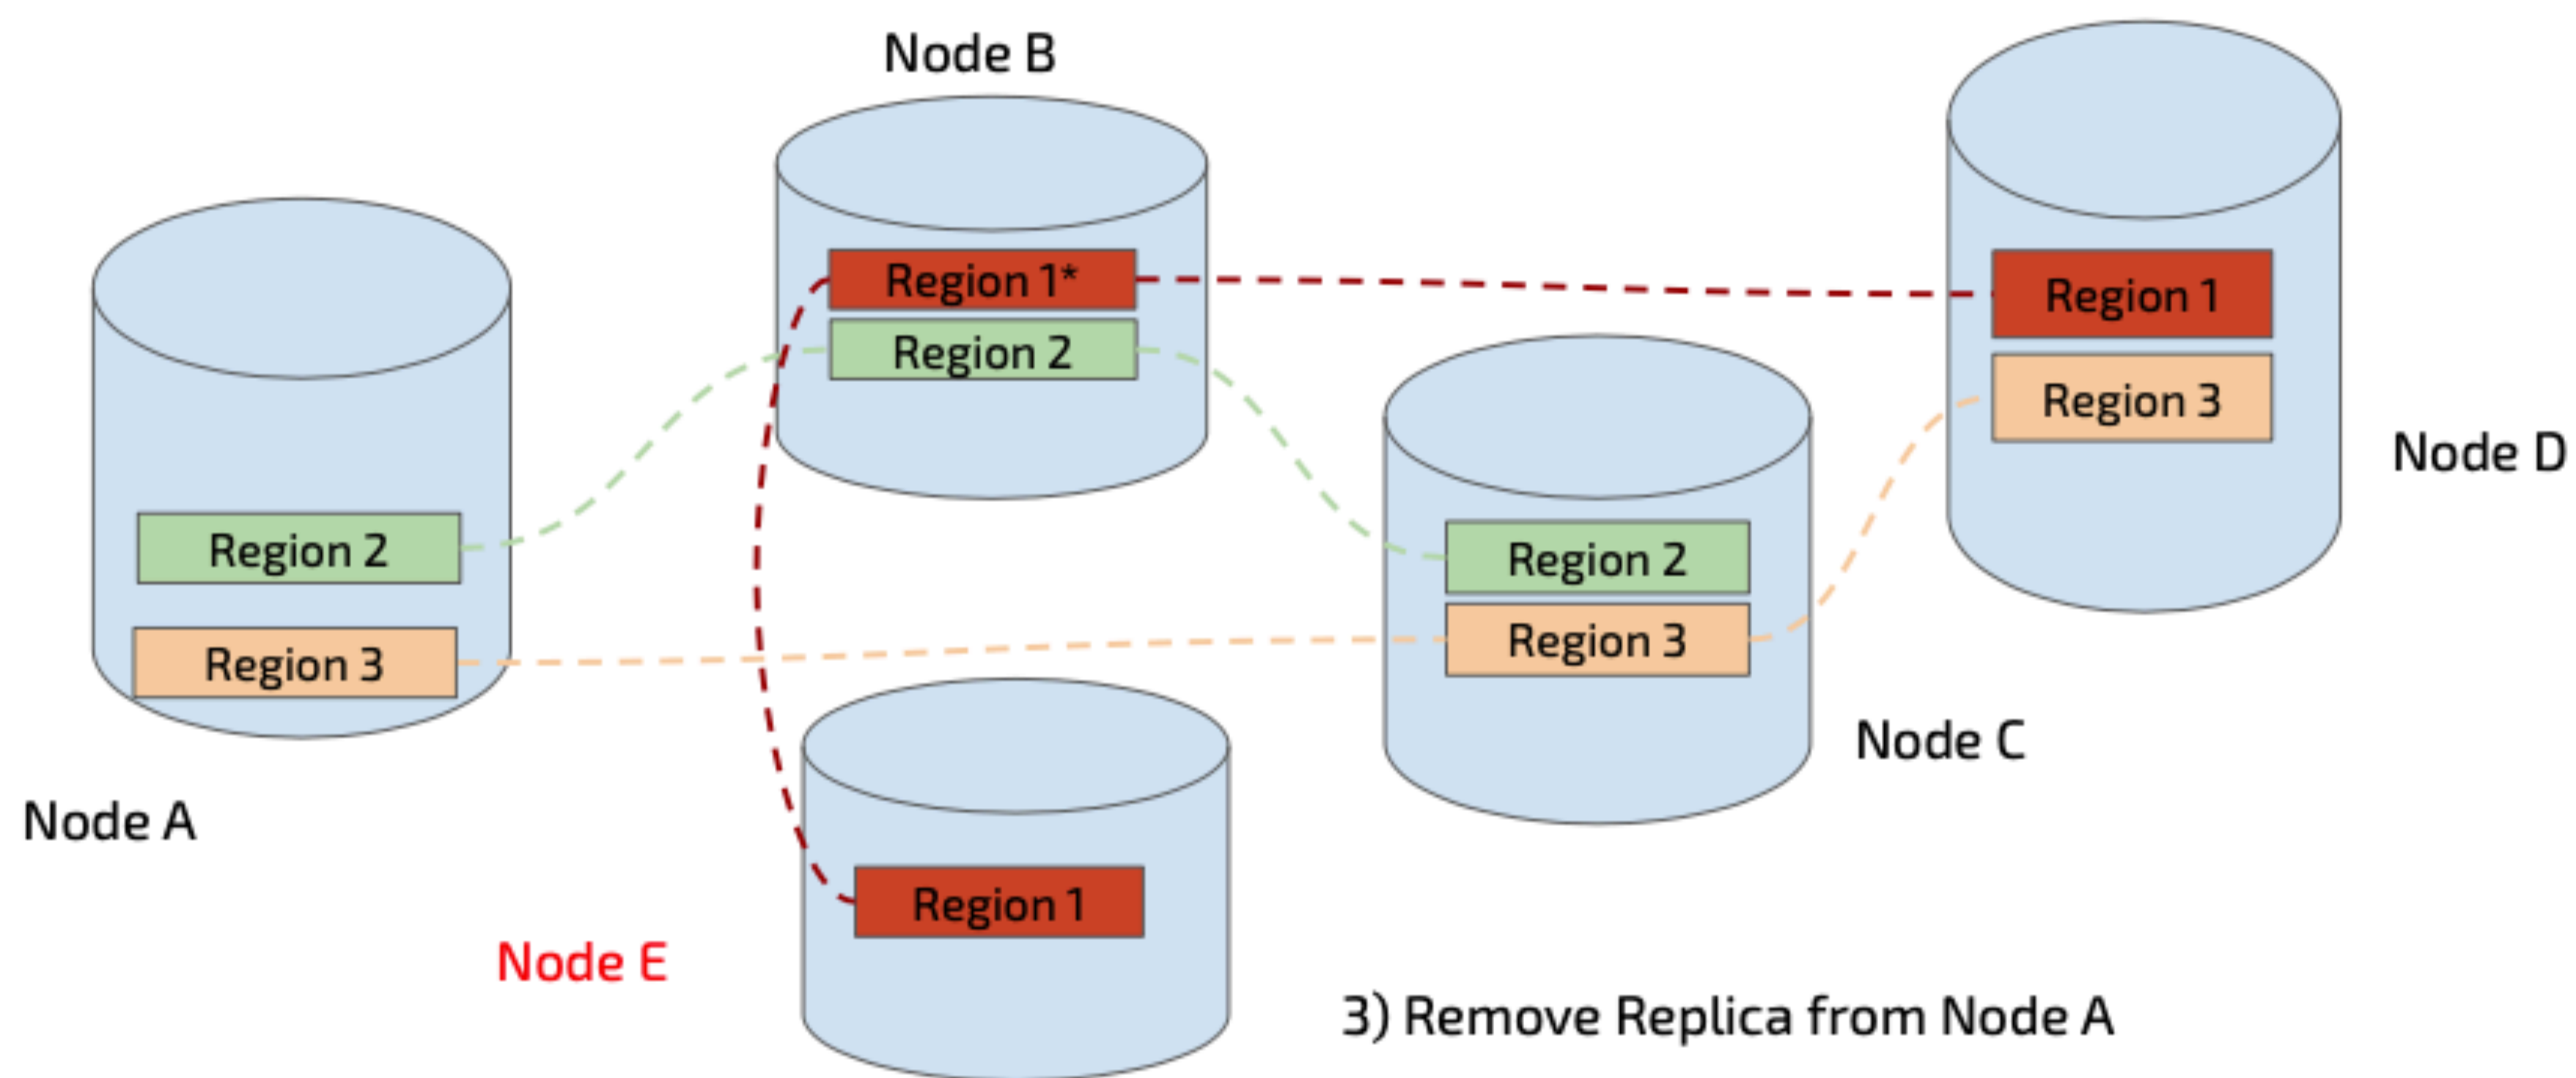 Node B
Region 1*
Region 2
Region 1
Region 3
Node D
Region 2
Region 3
Node A
Region 2
Region 3
Node C
Region 1
Node E
3) Remove Replica from Node A